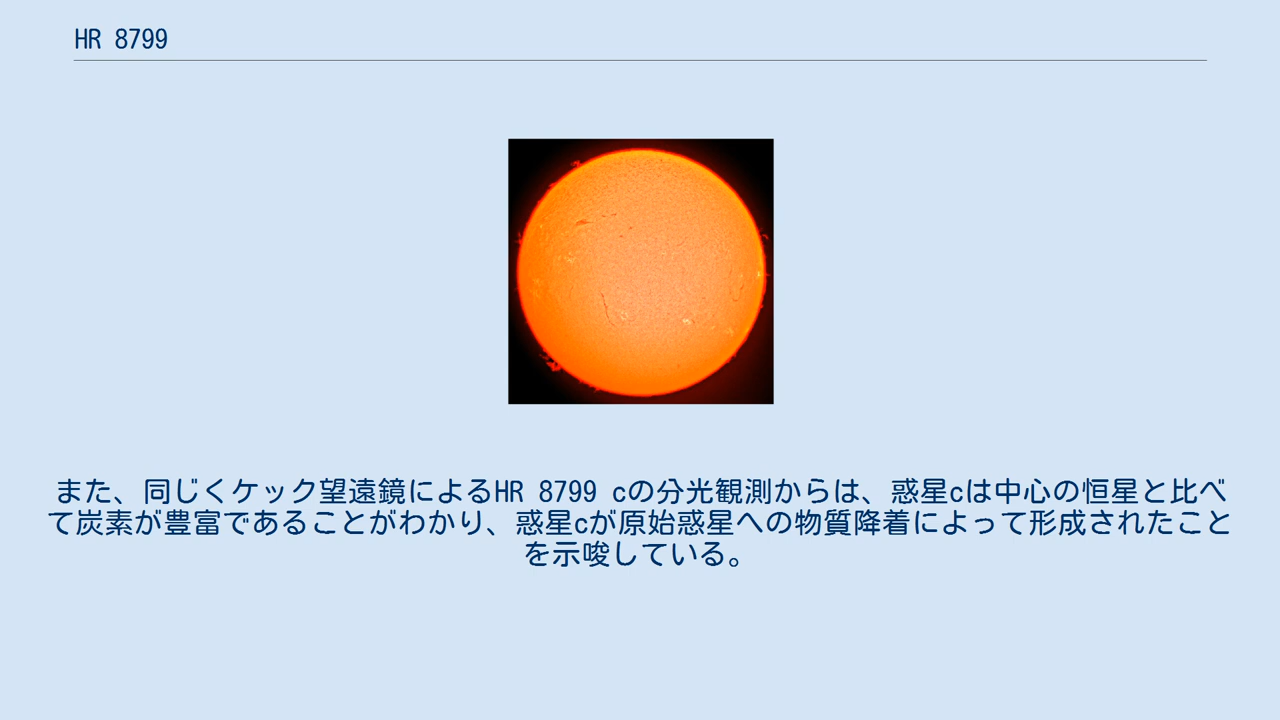 HR 8799
また、同じくケック望遠鏡によるHR 8799 cの分光観測からは、惑星cは中心の恒星と比べ
て炭素が豊富であることがわかり、惑星cが原始惑星への物質降着によって形成されたこと
を示唆している。